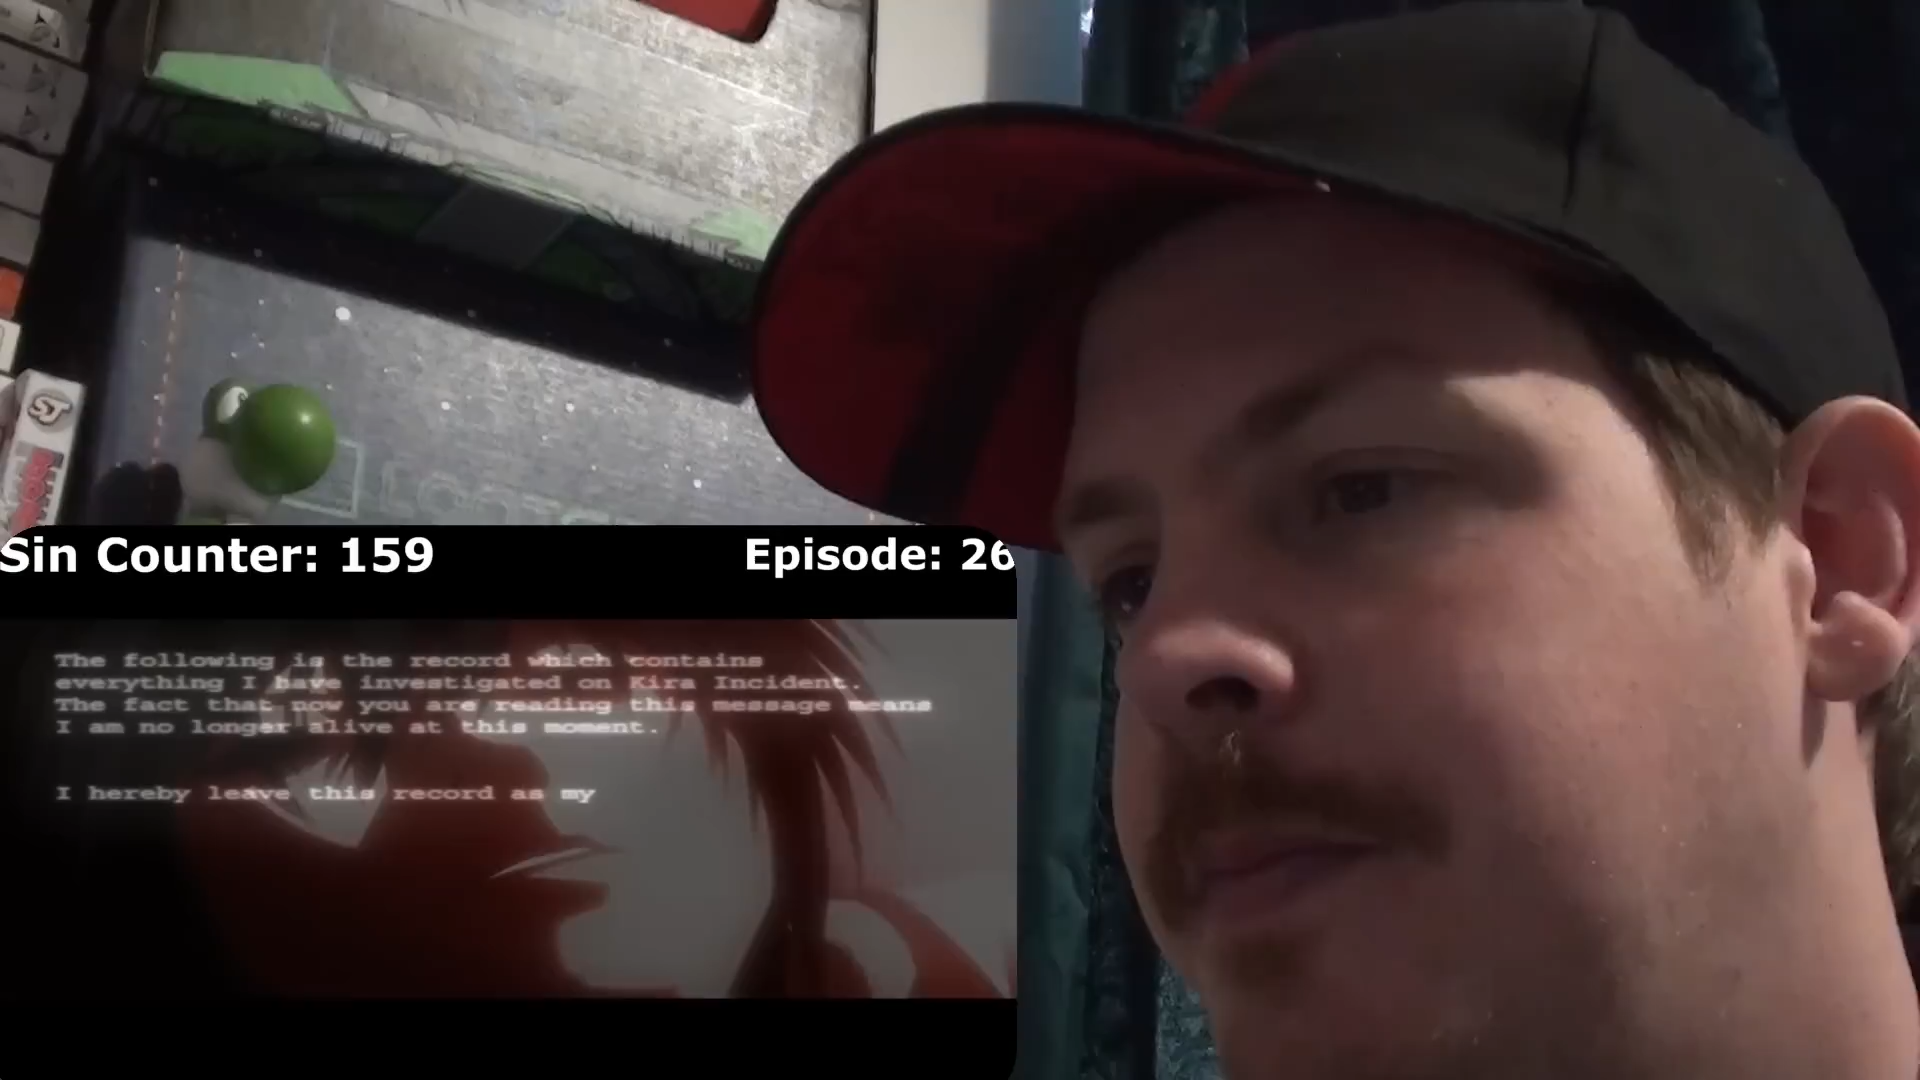 SJ
Sin Counter: 159
Episode: 26
The following is the record which contains
everything I have investigated on Kira Incident.
The fact that now you are reading this message means
I am no longer alive at this moment.
I hereby leave this record as my